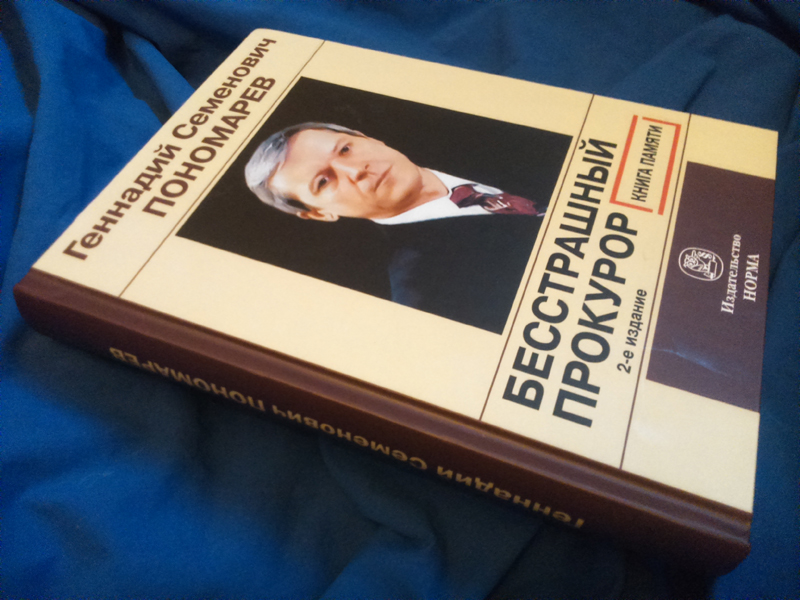 Геннадий Семенович
ПОНОМАРЕВ
БЕССТРАШНЫЙ
ПРОКУРОР
КНИГА ПАМЯТИ
2-е издание
Издательство
НОРМА
Геннадий Семенович ПОНОМАРЕВ